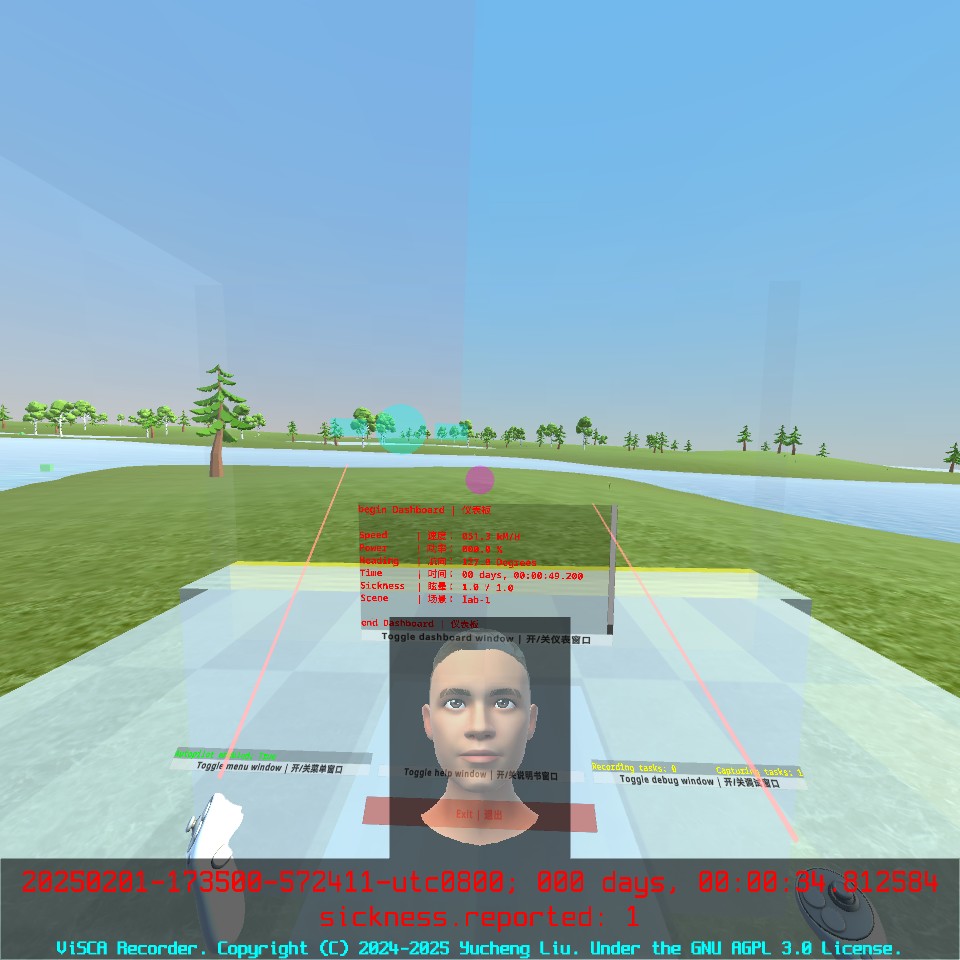 begin Dashboard | 仪表板
Speed | 速度: 051.3 kM/H
Power | 功率: 000.0 %
Heading | 航向: 127.9 Degrees
Time | 时间: 00 days, 00:00:49.200
Sickness | 眩晕: 1.0 / 1.0
Scene | 场景: lab-1
end Dashboard | 仪表板
Toggle dashboard window | 开/关仪表窗口
Toggle menu window | 开/关菜单窗口
Toggle help window | 开/关说明书窗口
Recording tasks: 0 Capturing tasks: 1
Toggle debug window | 开/关调试窗口
Exit | 退出
20250201-173500-572411-utc0800; 000 days, 00:00:34.812584
sickness.reported: 1
ViSCA Recorder. Copyright (C) 2024-2025 Yucheng Liu. Under the GNU AGPL 3.0 License.